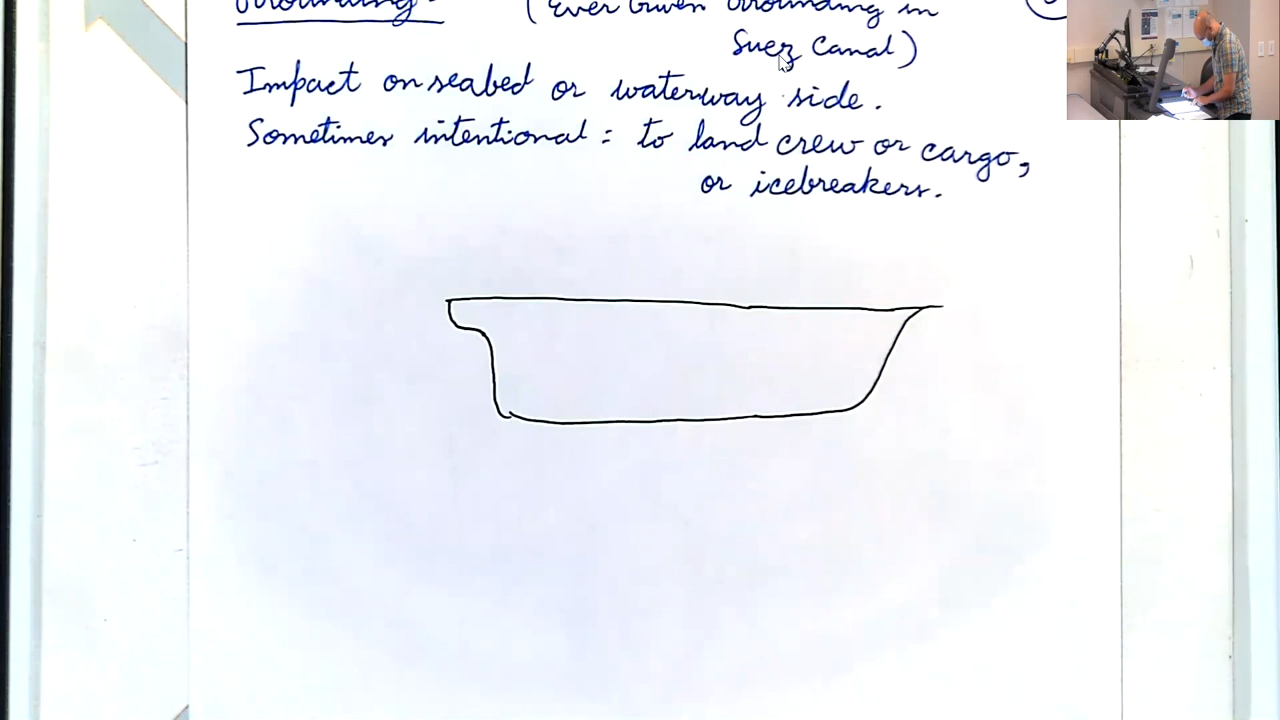 Grounding:- (Ever Given Grounding in
Suez Canal)
Impact on seabed or waterway side.
Sometimes intentional : to land crew or cargo,
or icebreakers.